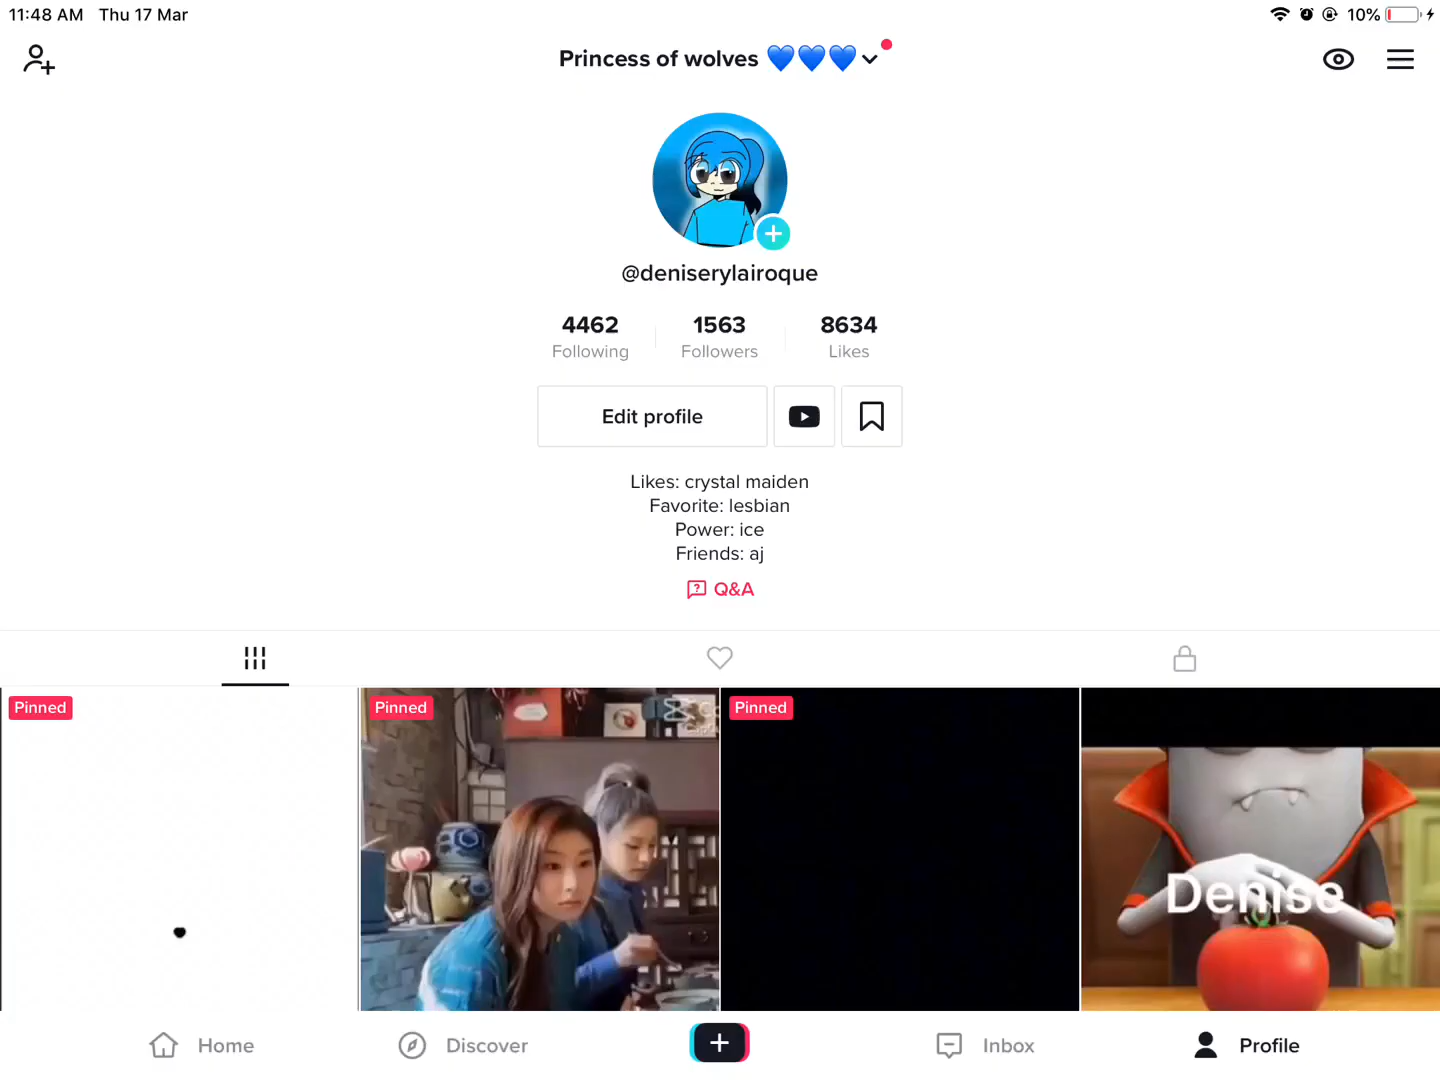 11:48 AM Thu 17 Mar
10%
Princess of wolves 💙💙💙
@deniserylairoque
4462 1563 8634
Following Followers Likes
Edit profile
Likes: crystal maiden
Favorite: lesbian
Power: ice
Friends: aj
Q&A
Pinned Pinned Pinned
Denise
Home Discover Inbox Profile